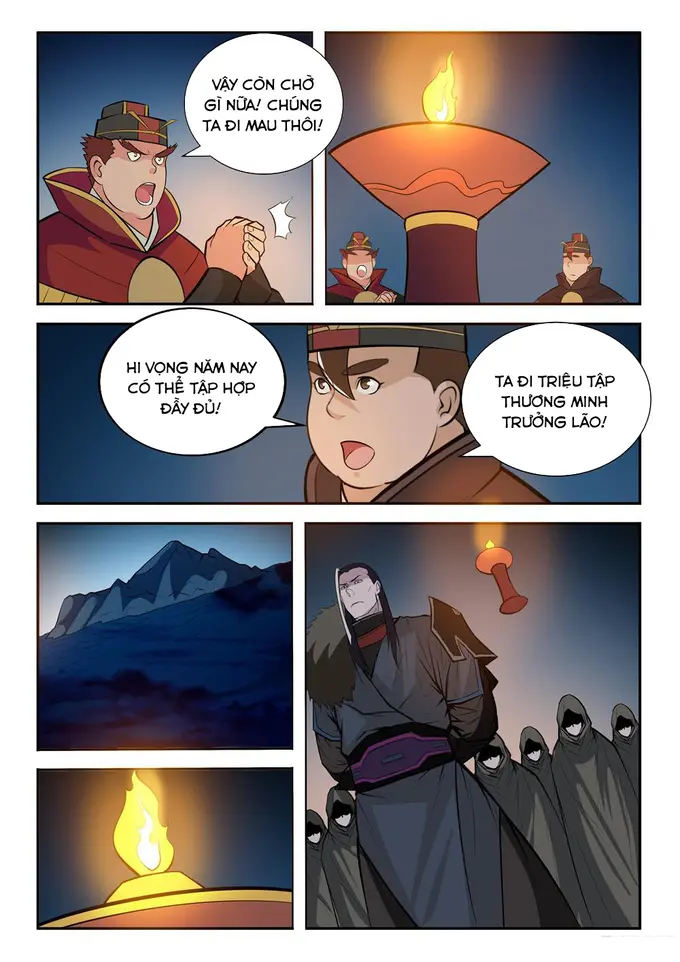 VẬY CÒN CHỜ
GÌ NỮA! CHÚNG
TA ĐI MAU THÔI!
HI VỌNG NĂM NAY
CÓ THỂ TẬP HỢP
ĐẦY ĐỦ!
TA ĐI TRIỆU TẬP
THƯƠNG MINH
TRƯỞNG LÃO!